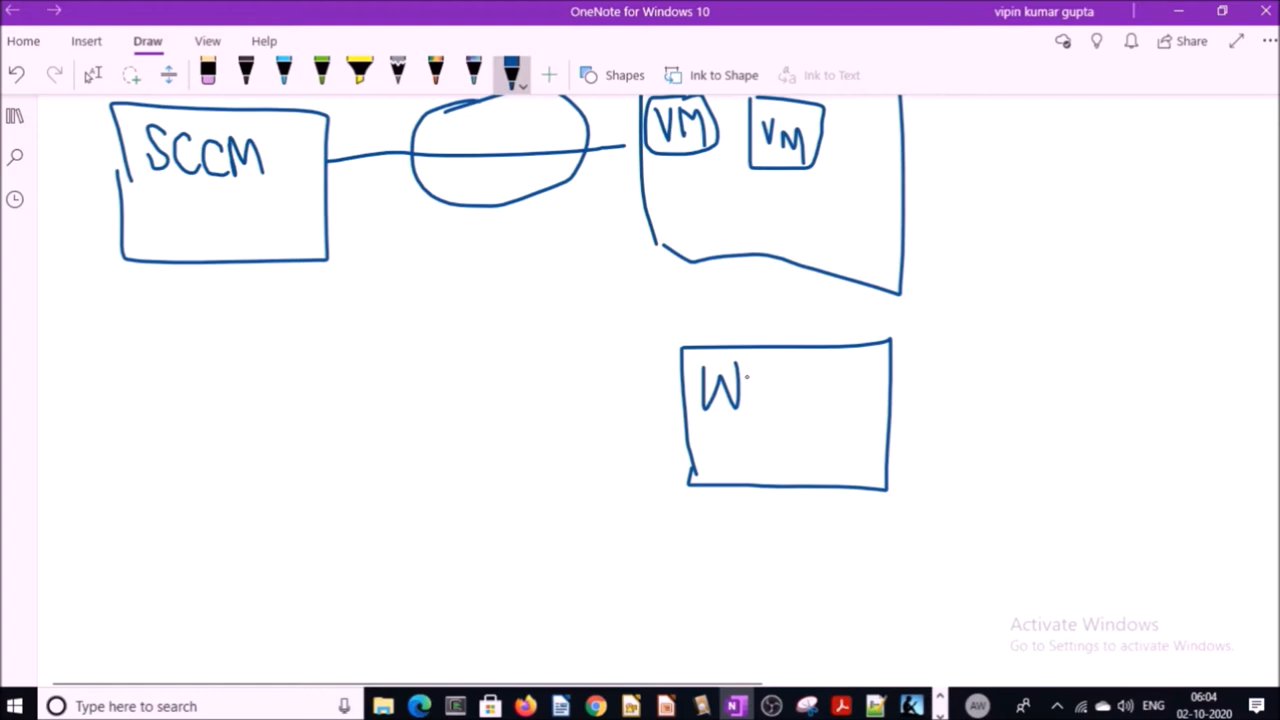 OneNote for Windows 10
vipin kumar gupta
Home Insert Draw View Help
Share
Shapes Ink to Shape Ink to Text
SCCM
VM VM
W
Activate Windows
Go to Settings to activate Windows.
Type here to search
AW
ENG
06:04
02-10-2020